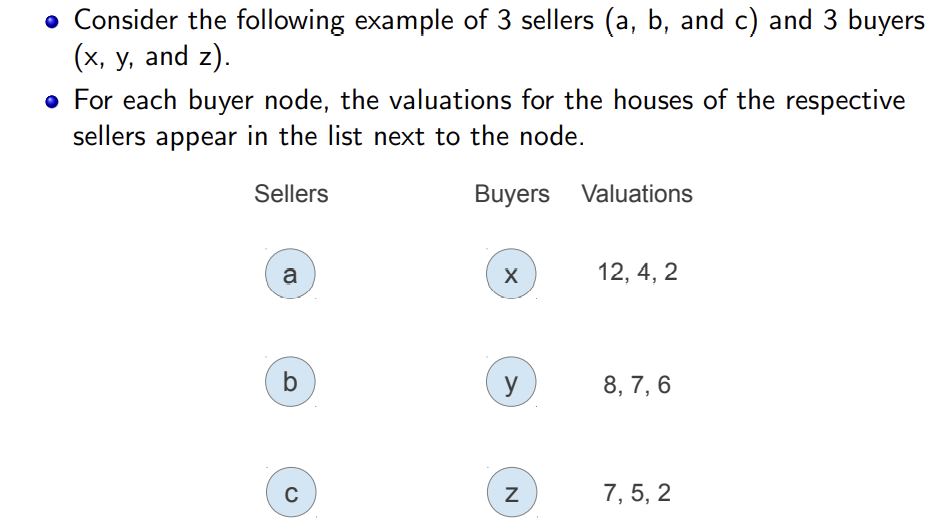 Consider the following example of 3 sellers (a, b, and c) and 3 buyers
(x, y, and z).
For each buyer node, the valuations for the houses of the respective
sellers appear in the list next to the node.
Sellers Buyers Valuations
a x 12, 4, 2
b y 8, 7, 6
c z 7, 5, 2